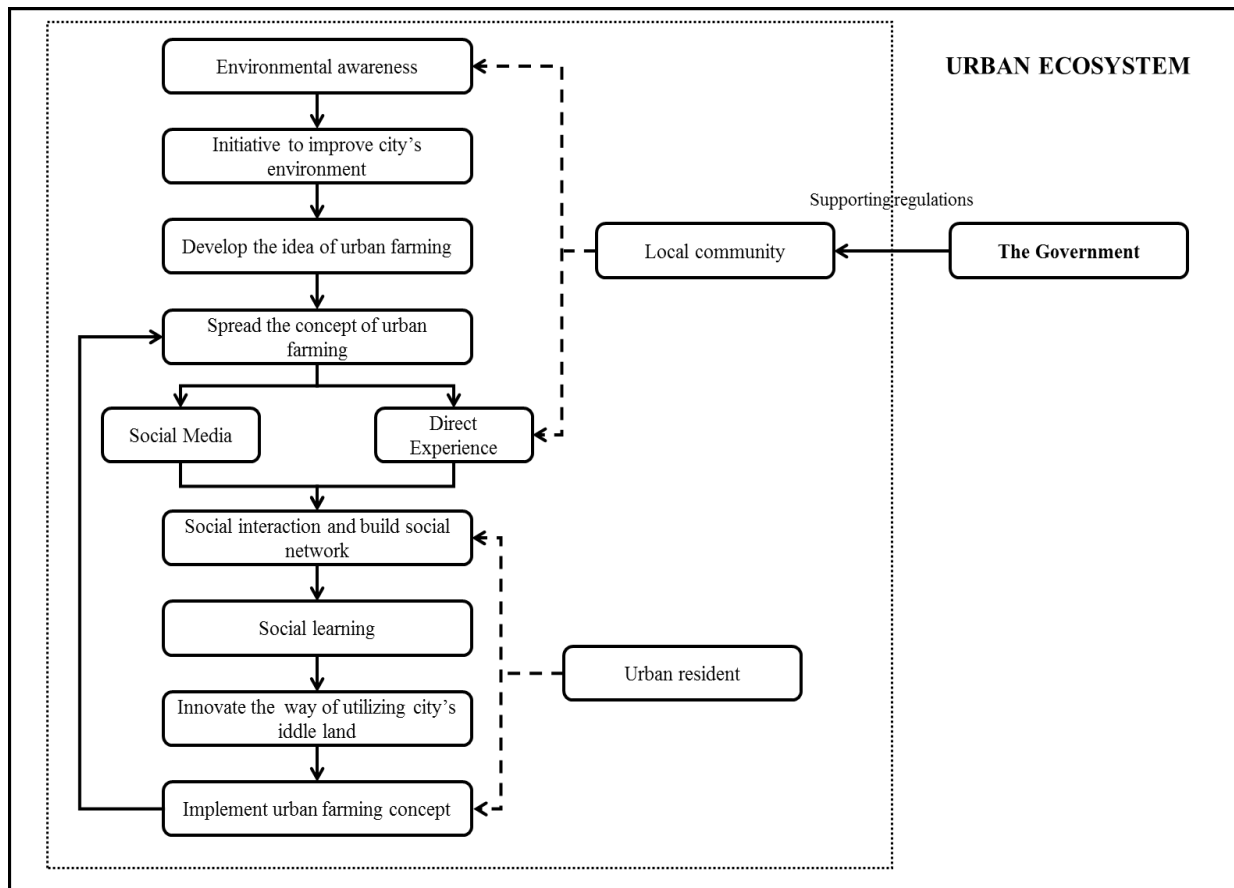 Environmental awareness
URBAN ECOSYSTEM
Initiative to improve city’s
environment
Supporting regulations
Develop the idea of urban farming
Local community
The Government
Spread the concept of urban
farming
Social Media
Direct
Experience
Social interaction and build social
network
Social learning
Urban resident
Innovate the way of utilizing city’s
iddle land
Implement urban farming concept